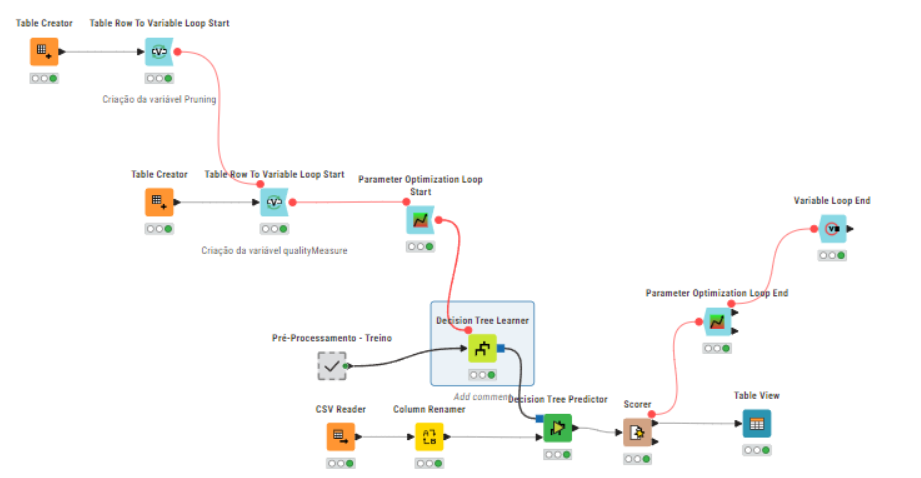 Table Creator
Table Row To Variable Loop Start
Criação da variável Pruning
Table Creator
Table Row To Variable Loop Start
Parameter Optimization Loop
Start
Criação da variável qualityMeasure
Variable Loop End
Parameter Optimization Loop End
Decision Tree Learner
Pré-Processamento - Treino
Add comment
Decision Tree Predictor
CSV Reader
Column Renamer
Scorer
Table View